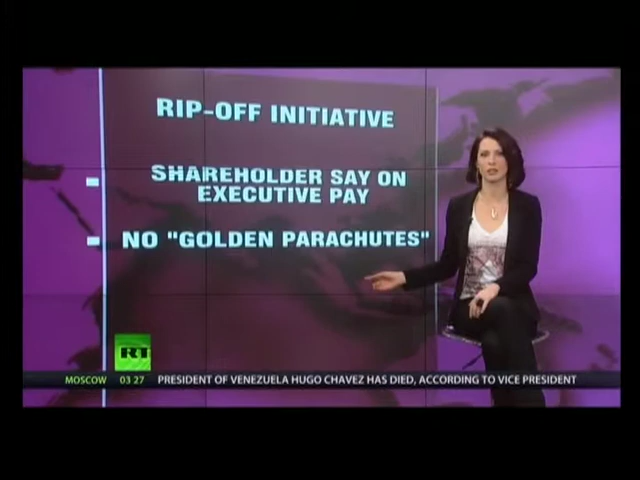 RIP-OFF INITIATIVE
SHAREHOLDER SAY ON
EXECUTIVE PAY
NO "GOLDEN PARACHUTES"
RT
MOSCOW 03 27 PRESIDENT OF VENEZUELA HUGO CHAVEZ HAS DIED, ACCORDING TO VICE PRESIDENT